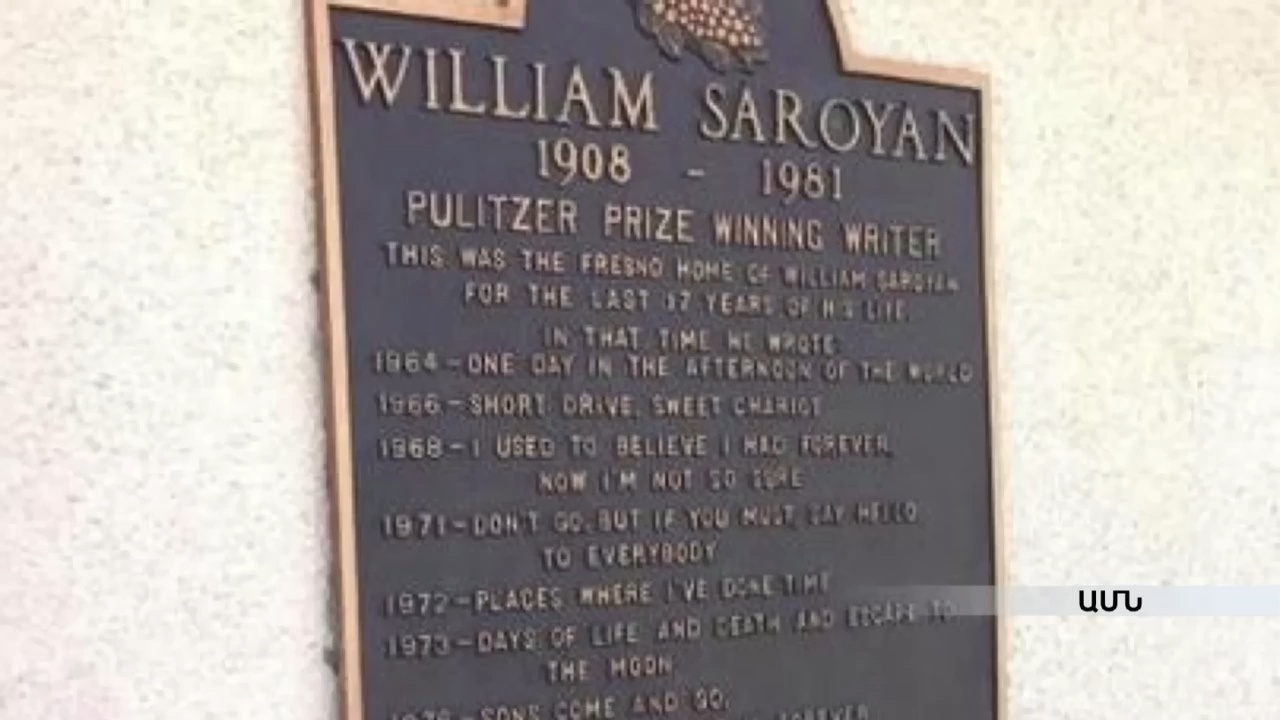 WILLIAM SAROYAN
1908 - 1981
PULITZER PRIZE WINNING WRITER
THIS WAS THE FRESNO HOME OF WILLIAM SAROYAN
FOR THE LAST 17 YEARS OF HIS LIFE.
IN THAT TIME HE WROTE:
1964-ONE DAY IN THE AFTERNOON OF THE WORLD
1966-SHORT DRIVE, SWEET CHARIOT
1968-I USED TO BELIEVE I HAD FOREVER,
NOW I'M NOT SO SURE
1971-DON'T GO, BUT IF YOU MUST, SAY HELLO
TO EVERYBODY
1972-PLACES WHERE I'VE DONE TIME
1973-DAYS OF LIFE AND DEATH AND ESCAPE TO
THE MOON
1976-SONS COME AND GO,
FOREVER
ԱՄՆ